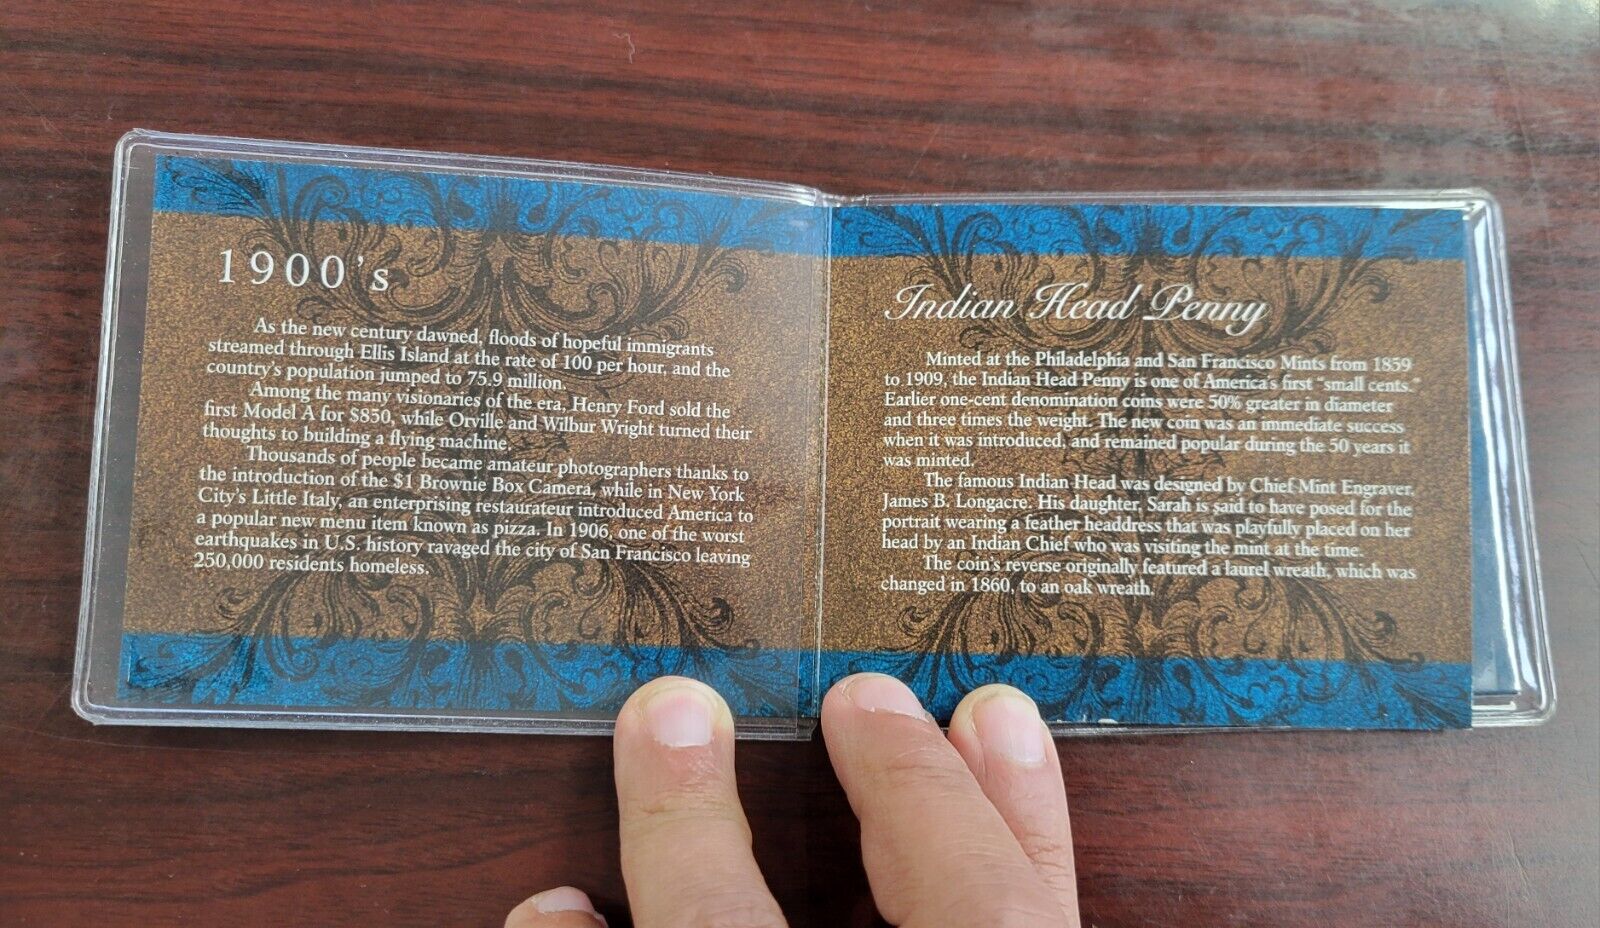 1900's
As the new century dawned, floods of hopeful immigrants
streamed through Ellis Island at the rate of 100 per hour, and the
country's population jumped to 75.9 million.
Among the many visionaries of the era, Henry Ford sold the
first Model A for $850, while Orville and Wilbur Wright turned their
thoughts to building a flying machine.
Thousands of people became amateur photographers thanks to
the introduction of the $1 Brownie Box Camera, while in New York
City's Little Italy, an enterprising restaurateur introduced America to
a popular new menu item known as pizza. In 1906, one of the worst
earthquakes in U.S. history ravaged the city of San Francisco leaving
250,000 residents homeless.
Indian Head Penny
Minted at the Philadelphia and San Francisco Mints from 1859
to 1909, the Indian Head Penny is one of America's first "small cents."
Earlier one-cent denomination coins were 50% greater in diameter
and three times the weight. The new coin was an immediate success
when it was introduced, and remained popular during the 50 years it
was minted.
The famous Indian Head was designed by Chief Mint Engraver,
James B. Longacre. His daughter, Sarah is said to have posed for the
portrait wearing a feather headdress that was playfully placed on her
head by an Indian Chief who was visiting the mint at the time.
The coin's reverse originally featured a laurel wreath, which was
changed in 1860, to an oak wreath.